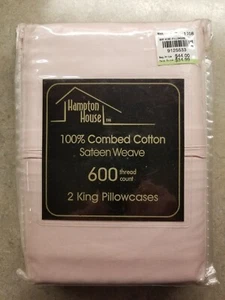 Hampton
House
100% Combed Cotton
Sateen Weave
600 thread
count
2 King Pillowcases